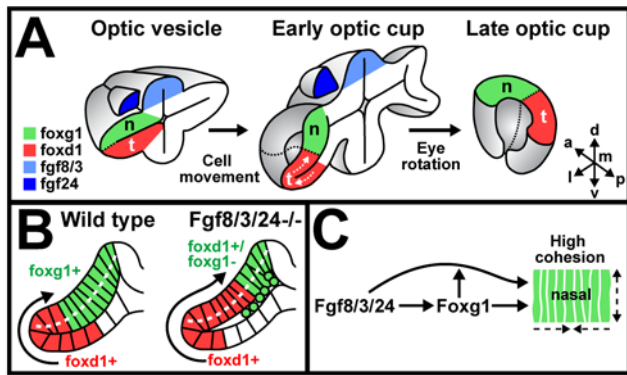 A
Optic vesicle
Early optic cup
Late optic cup
n
t
n
t
n
t
foxg1
foxd1
fgf8/3
fgf24
Cell
movement
Eye
rotation
d
a
m
l
p
v
B
Wild type
Fgf8/3/24-/-
foxg1+
foxd1+/
foxg1-
foxd1+
foxd1+
C
High
cohesion
Fgf8/3/24
Foxg1
nasal